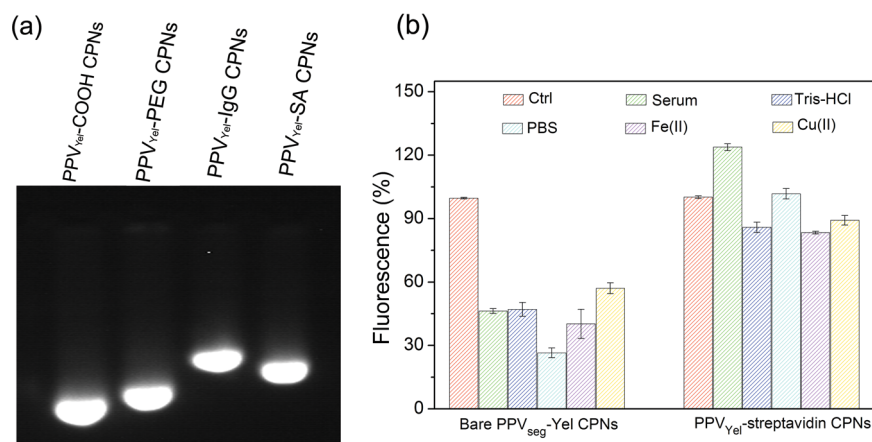 (a)
PPVYel-COOH CPNs
PPVYel-PEG CPNs
PPVYel-IgG CPNs
PPVYel-SA CPNs
(b)
Fluorescence (%)
150
120
90
60
30
0
Ctrl
Serum
Tris-HCl
PBS
Fe(II)
Cu(II)
Bare PPVseg-Yel CPNs
PPVYel-streptavidin CPNs